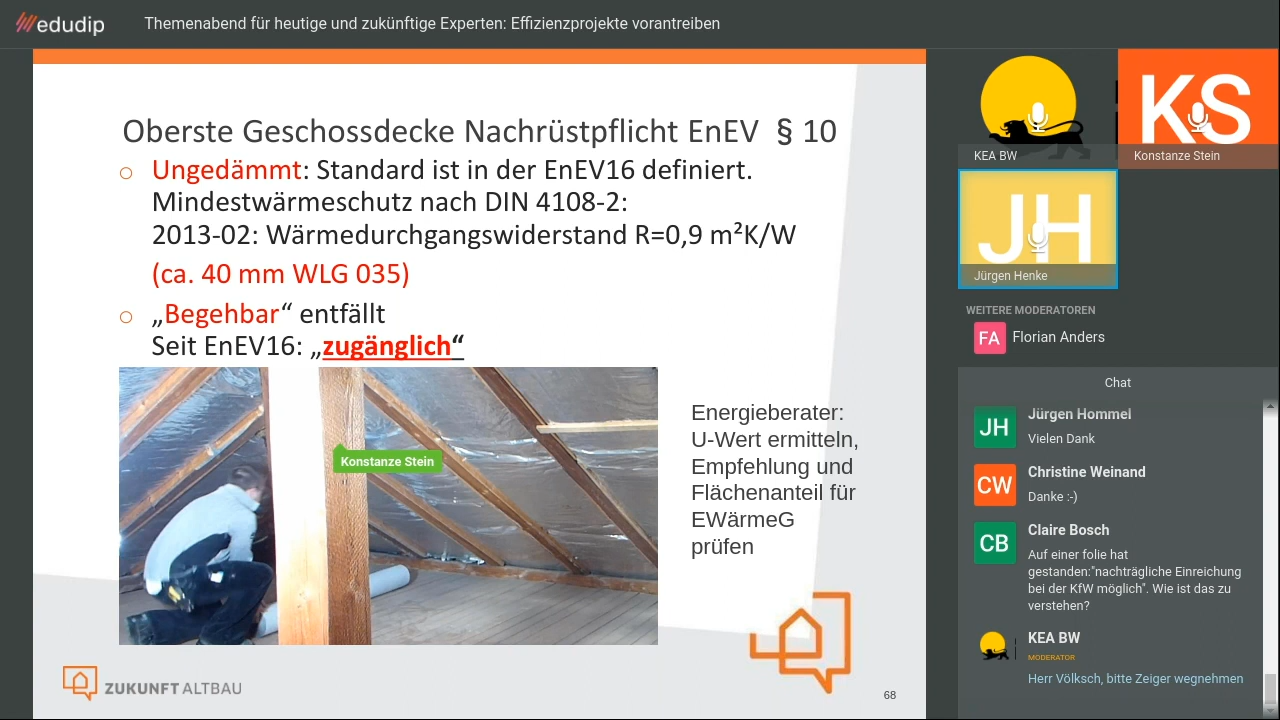 edudip
Themenabend für heutige und zukünftige Experten: Effizienzprojekte vorantreiben
Oberste Geschossdecke Nachrüstpflicht EnEV § 10
Ungedämmt: Standard ist in der EnEV16 definiert.
Mindestwärmeschutz nach DIN 4108-2:
2013-02: Wärmedurchgangswiderstand R=0,9 m²K/W
(ca. 40 mm WLG 035)
„Begehbar“ entfällt
Seit EnEV16: „zugänglich“
Konstanze Stein
Energieberater:
U-Wert ermitteln,
Empfehlung und
Flächenanteil für
EWärmeG
prüfen
ZUKUNFT ALTBAU
68
KEA BW
KS
Konstanze Stein
JH
Jürgen Henke
WEITERE MODERATOREN
FA
Florian Anders
Chat
JH
Jürgen Hommel
Vielen Dank
CW
Christine Weinand
Danke :-)
CB
Claire Bosch
Auf einer folie hat
gestanden:"nachträgliche Einreichung
bei der KfW möglich". Wie ist das zu
verstehen?
KEA BW
MODERATOR
Herr Völksch, bitte Zeiger wegnehmen